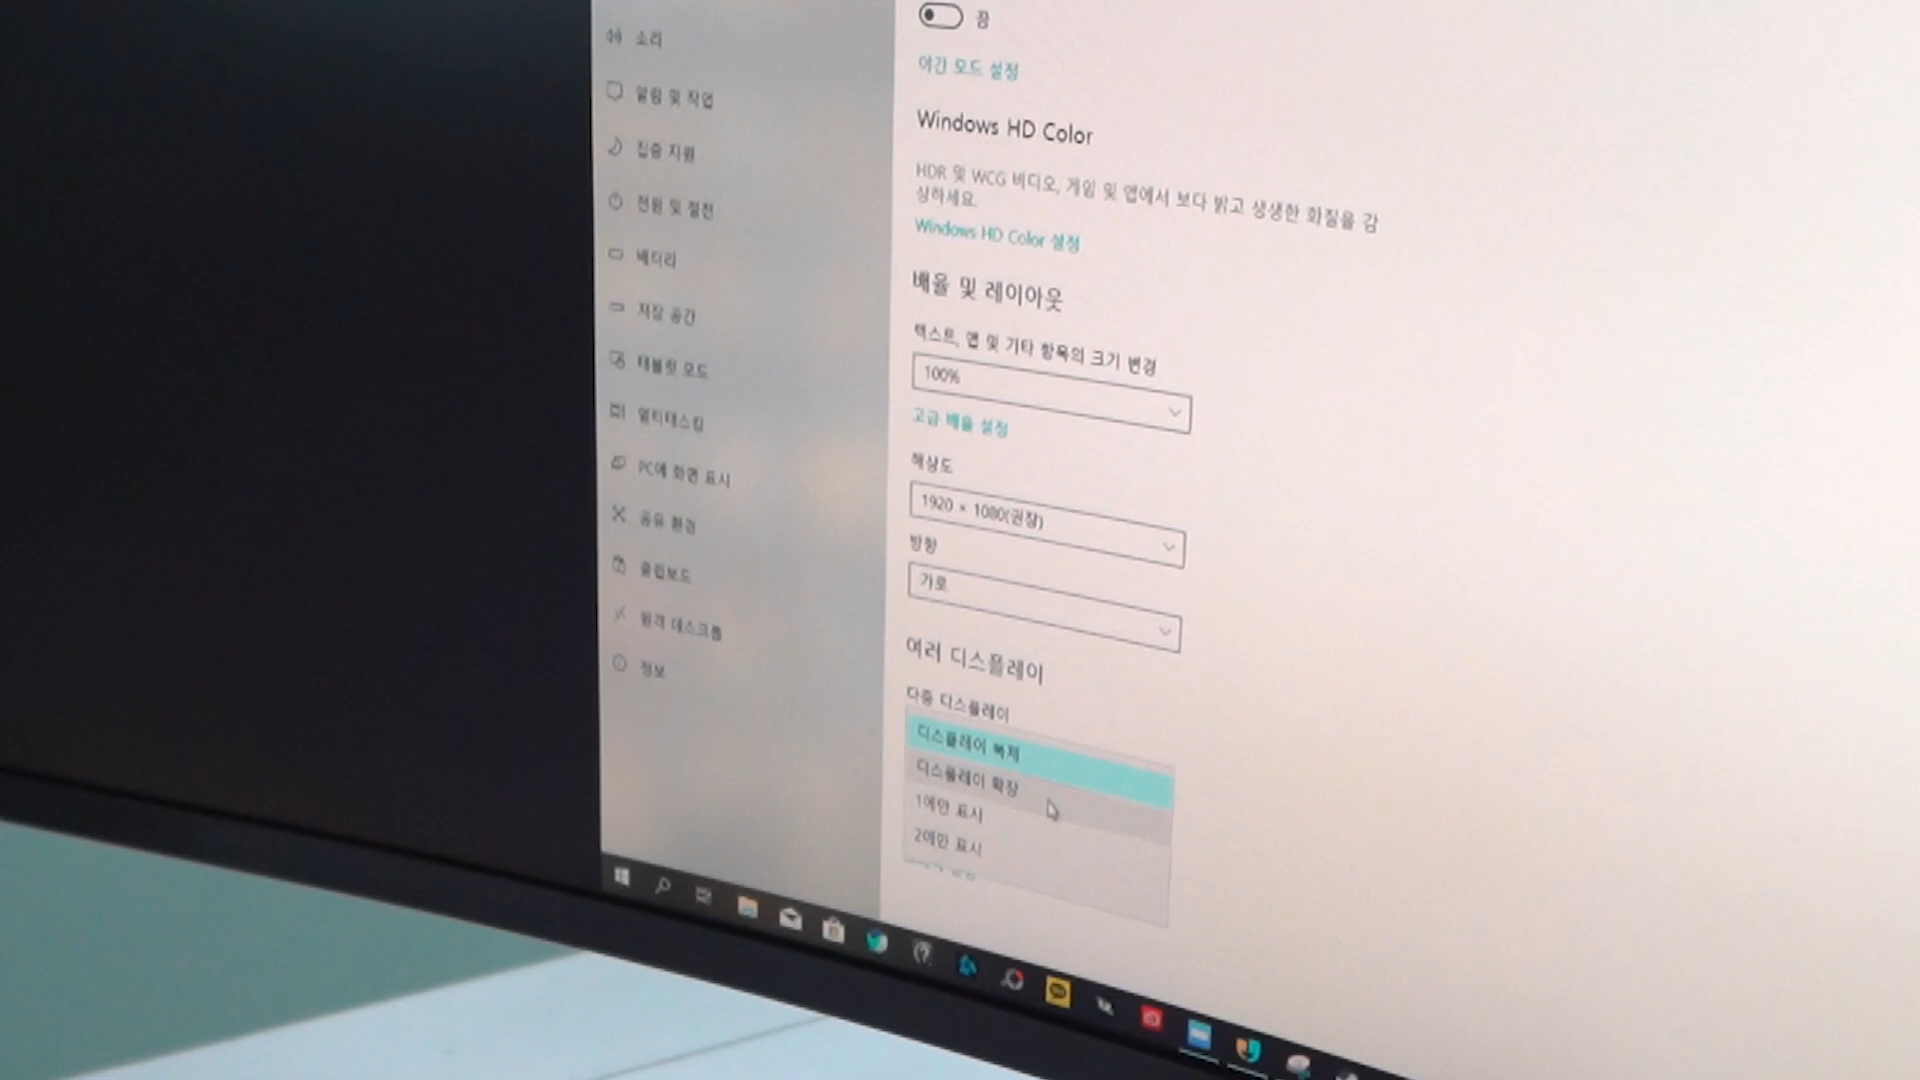 소리
알림 및 작업
집중 지원
전원 및 절전
배터리
저장 공간
태블릿 모드
멀티태스킹
PC에 화면 표시
공유 환경
클립보드
원격 데스크톱
정보
끔
야간 모드 설정
Windows HD Color
HDR 및 WCG 비디오, 게임 및 앱에서 보다 밝고 생생한 화질을 감
상하세요.
Windows HD Color 설정
배율 및 레이아웃
텍스트, 앱 및 기타 항목의 크기 변경
100%
고급 배율 설정
해상도
1920 × 1080(권장)
방향
가로
여러 디스플레이
다중 디스플레이
디스플레이 복제
디스플레이 확장
1에만 표시
2에만 표시